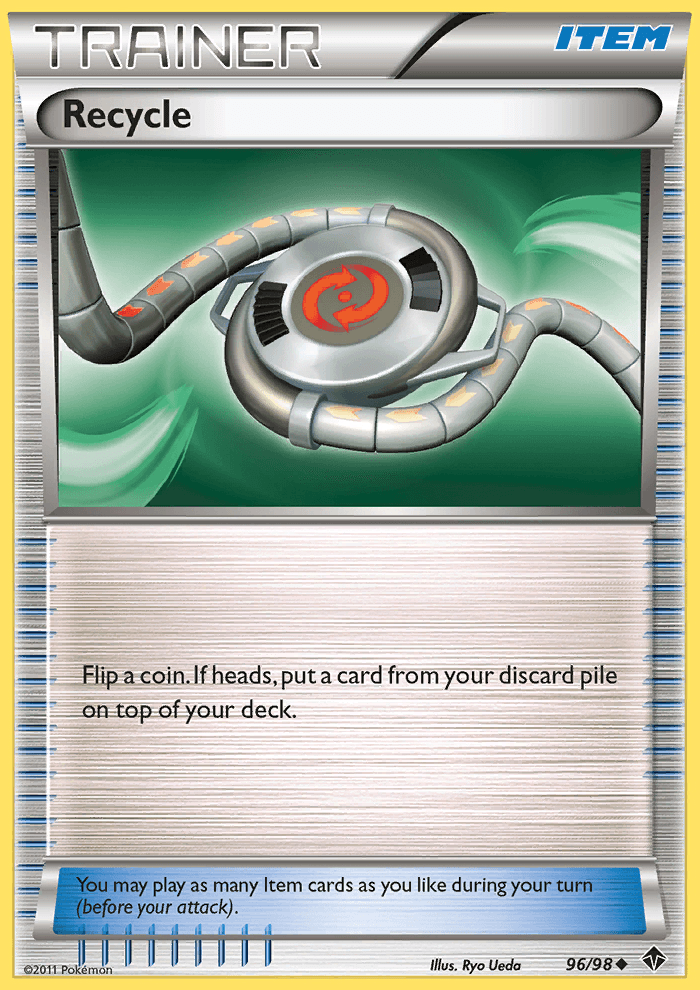 TRAINER
ITEM
Recycle
Flip a coin. If heads, put a card from your discard pile
on top of your deck.
You may play as many Item cards as you like during your turn
(before your attack).
©2011 Pokémon
Illus. Ryo Ueda
96/98